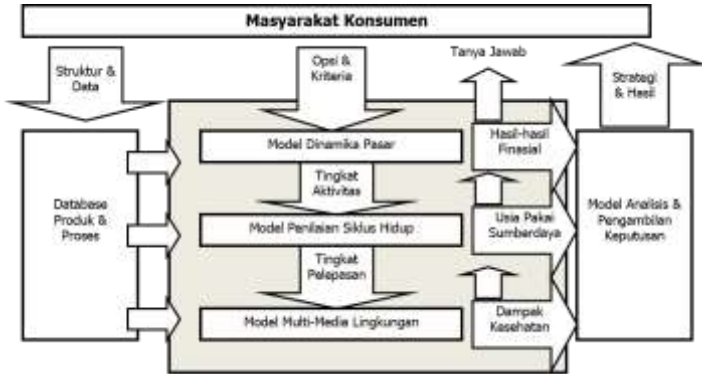 Masyarakat Konsumen
Struktur &
Data
Opsi &
Kriteria
Tanya Jawab
Strategi
& Hasil
Database
Produk &
Proses
Model Dinamika Pasar
Tingkat
Aktivitas
Model Penilaian Siklus Hidup
Tingkat
Pelepasan
Model Multi-Media Lingkungan
Hasil-hasil
Finasial
Usia Pakai
Sumberdaya
Dampak
Kesehatan
Model Analisis &
Pengambilan
Keputusan